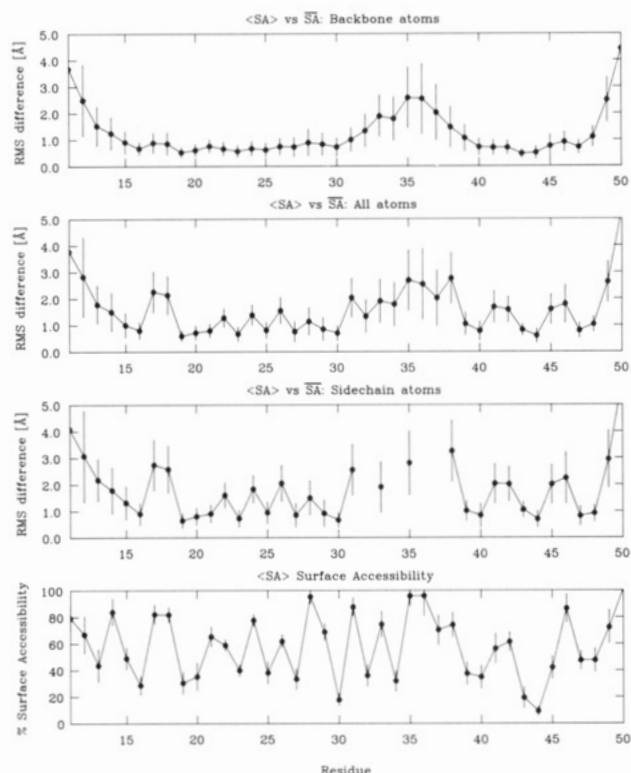 <SA> vs S̅A̅: Backbone atoms
RMS difference [Å]
5.0
4.0
3.0
2.0
1.0
0.0
15 20 25 30 35 40 45 50
<SA> vs S̅A̅: All atoms
RMS difference [Å]
5.0
4.0
3.0
2.0
1.0
0.0
15 20 25 30 35 40 45 50
<SA> vs S̅A̅: Sidechain atoms
RMS difference [Å]
5.0
4.0
3.0
2.0
1.0
0.0
15 20 25 30 35 40 45 50
<SA> Surface Accessibility
% Surface Accessibility
100
80
60
40
20
0
15 20 25 30 35 40 45 50
Residue